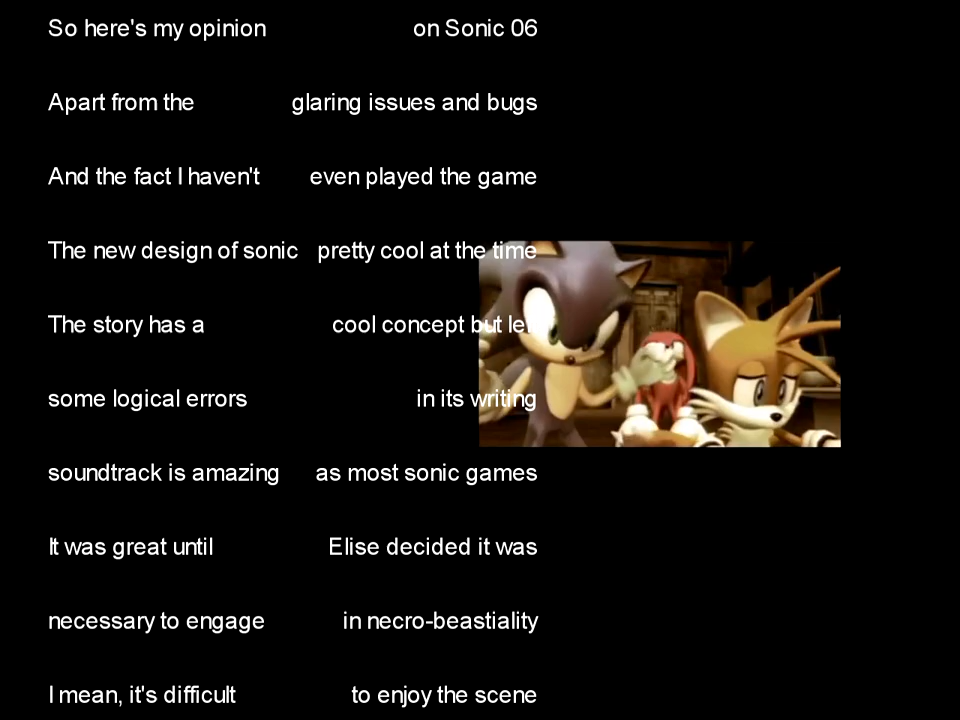 So here's my opinion on Sonic 06
Apart from the glaring issues and bugs
And the fact I haven't even played the game
The new design of sonic pretty cool at the time
The story has a cool concept but left
some logical errors in its writing
soundtrack is amazing as most sonic games
It was great until Elise decided it was
necessary to engage in necro-beastiality
I mean, it's difficult to enjoy the scene